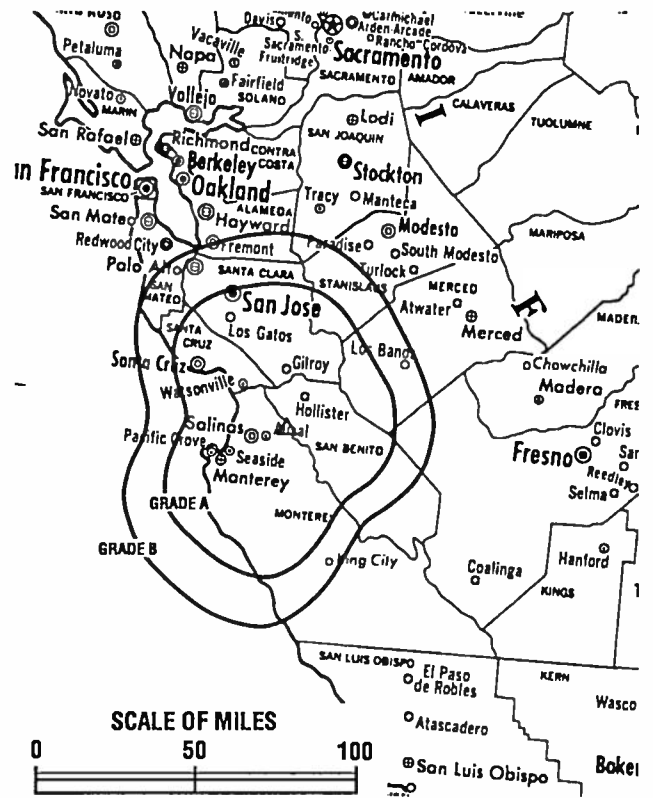 Petaluma
Napa
Vacaville
Davis
S. Sacramento
Fruitridge
Carmichael
Arden-Arcade
Rancho-Cordova
Sacramento
SACRAMENTO
AMADOR
Fairfield
SOLANO
Novato
MARIN
Vallejo
CALAVERAS
TUOLUMNE
I
Lodi
SAN JOAQUIN
San Rafael
Richmond
CONTRA
COSTA
Berkeley
Stockton
n Francisco
SAN FRANCISCO
Oakland
ALAMEDA
Tracy
Manteca
San Mateo
Hayward
Modesto
MARIPOSA
Redwood City
Fremont
Paradise
South Modesto
Turlock
Palo Alto
SANTA CLARA
STANISLAUS
MERCED
SAN
MATEO
San Jose
Atwater
F
Merced
MADERA
SANTA
CRUZ
Los Gatos
Los Banos
Santa Cruz
Gilroy
Chowchilla
Watsonville
Madera
Hollister
FRES
Salinas
SAN BENITO
Clovis
Pacific Grove
Seaside
Fresno
San
Monterey
Reedley
Selma
GRADE A
MONTEREY
GRADE B
King City
Coalinga
Hanford
KINGS
SAN LUIS OBISPO
KERN
El Paso
de Robles
Wasco
SCALE OF MILES
Atascadero
0 50 100
San Luis Obispo
Baker